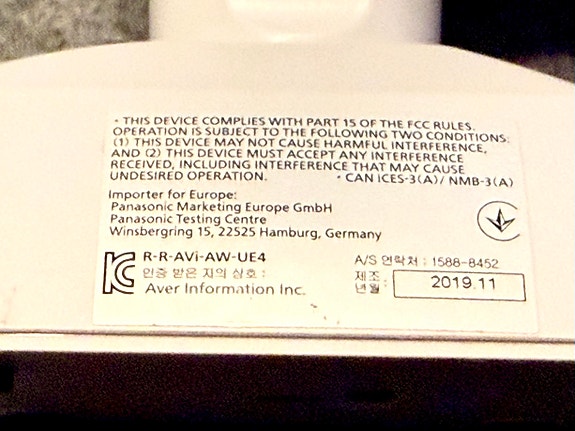 • THIS DEVICE COMPLIES WITH PART 15 OF THE FCC RULES.
OPERATION IS SUBJECT TO THE FOLLOWING TWO CONDITIONS:
(1) THIS DEVICE MAY NOT CAUSE HARMFUL INTERFERENCE,
AND (2) THIS DEVICE MUST ACCEPT ANY INTERFERENCE
RECEIVED, INCLUDING INTERFERENCE THAT MAY CAUSE
UNDESIRED OPERATION. • CAN ICES-3(A)/ NMB-3(A)
Importer for Europe:
Panasonic Marketing Europe GmbH
Panasonic Testing Centre
Winsbergring 15, 22525 Hamburg, Germany
R-R-AVi-AW-UE4
인증 받은 자의 상호 :
Aver Information Inc.
A/S 연락처 : 1588-8452
제조
년월 : 2019.11